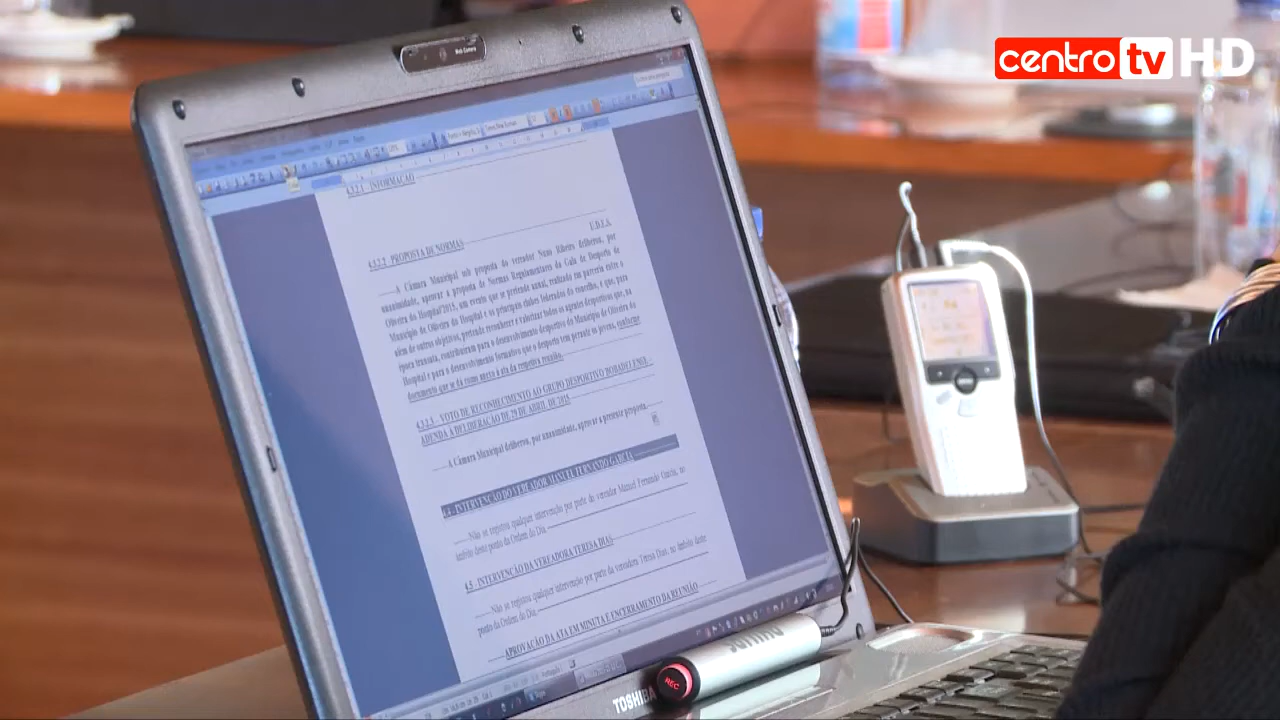 centro tv HD
Web Camera
4.3.2.1 INFORMAÇÃO
U.D.E.S.
4.3.2.2 PROPOSTA DE NORMAS
A Câmara Municipal sob proposta do vereador Nuno Ribeiro deliberou, por
unanimidade, aprovar a proposta de Normas Regulamentares da Gala de Desporto de
Oliveira do Hospital/2015, um evento que se pretende anual, realizado em parceria entre o
Município de Oliveira do Hospital e os principais clubes federados do concelho, e que, para
além de outros objetivos, pretende reconhecer e valorizar todos os agentes desportivos que, na
época transata, contribuíram para o desenvolvimento desportivo do Município de Oliveira do
Hospital e para o desenvolvimento formativo que o desporto tem perante os jovens, conforme
documento que se dá como anexo à ata da respetiva reunião.
4.3.2.3 VOTO DE RECONHECIMENTO AO GRUPO DESPORTIVO BOBADELENSE
ADENDA À DELIBERAÇÃO DE 29 DE ABRIL DE 2015
A Câmara Municipal deliberou, por unanimidade, aprovar a presente proposta.
4.4 INTERVENÇÃO DO VEREADOR MANUEL FERNANDO GARCIA
Não se registou qualquer intervenção por parte do vereador Manuel Fernando Garcia, no
âmbito deste ponto da Ordem do Dia.
4.5 INTERVENÇÃO DA VEREADORA TERESA DIAS
Não se registou qualquer intervenção por parte da vereadora Teresa Dias, no âmbito deste
ponto da Ordem do Dia.
APROVAÇÃO DA ATA EM MINUTA E ENCERRAMENTO DA REUNIÃO
TOSHIBA
REC
PHILIPS